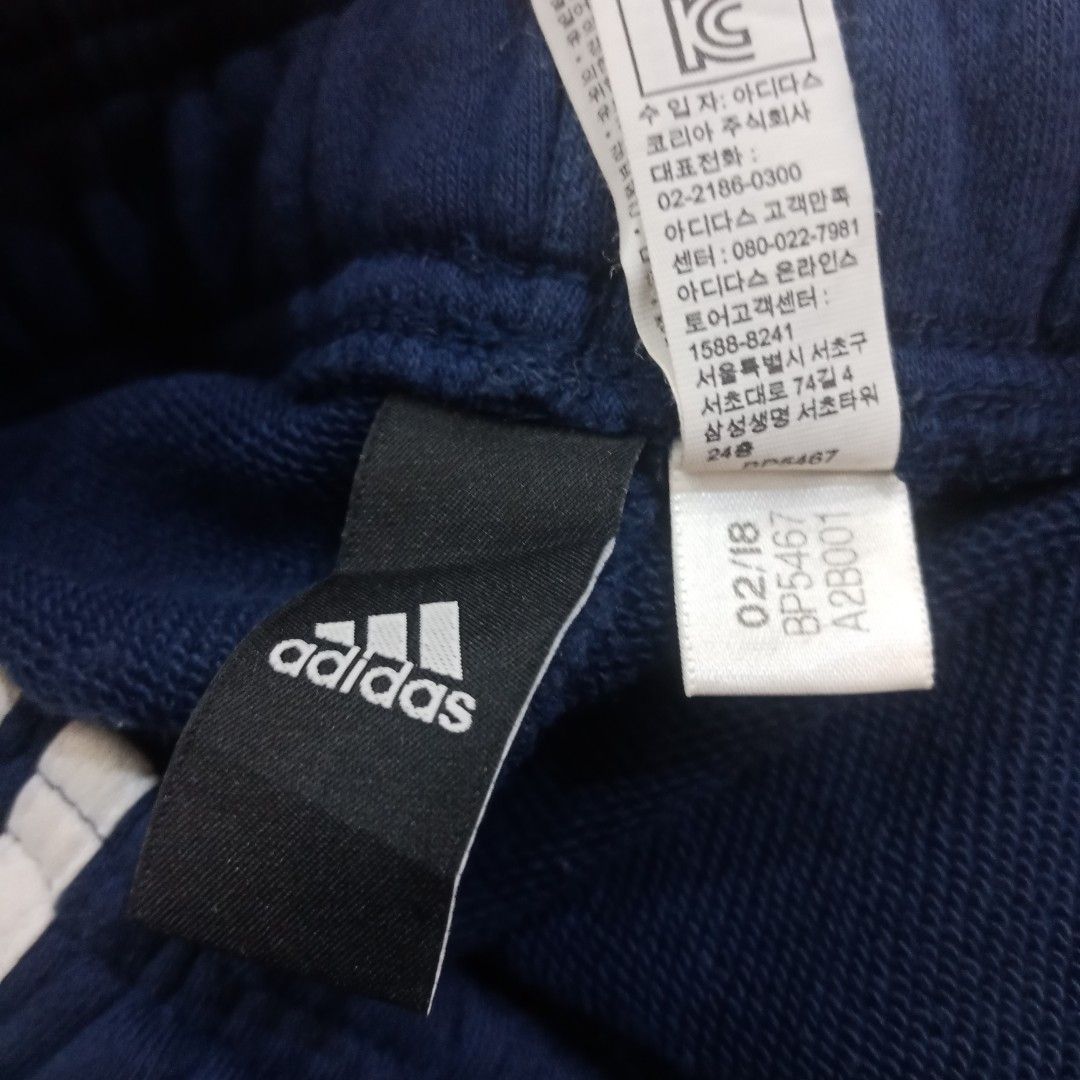 수 입 자: 아디다스
코리아 주식회사
대표전화 :
02-2186-0300
아디다스 고객만족
센터 : 080-022-7981
아디다스 온라인스
토어고객센터 :
1588-8241
서울특별시 서초구
서초대로 74길 4
삼성생명 서초타워
24층
BP5467
02/18
BP5467
A2B001
adidas